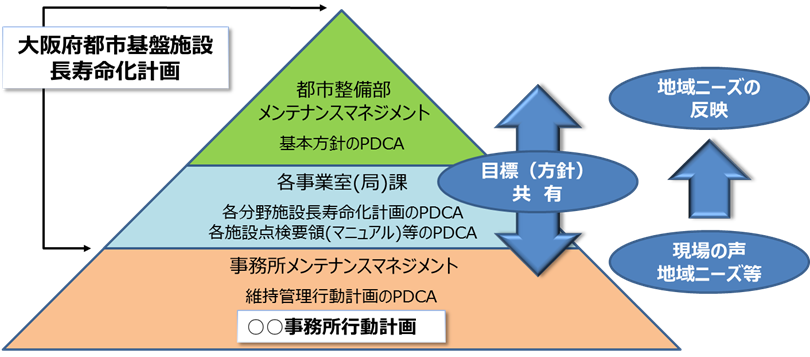 大阪府都市基盤施設
長寿命化計画
都市整備部
メンテナンスマネジメント
基本方針のPDCA
各事業室(局)課
各分野施設長寿命化計画のPDCA
各施設点検要領(マニュアル)等のPDCA
事務所メンテナンスマネジメント
維持管理行動計画のPDCA
○○事務所行動計画
目標（方針）
共 有
地域ニーズの
反映
現場の声
地域ニーズ等